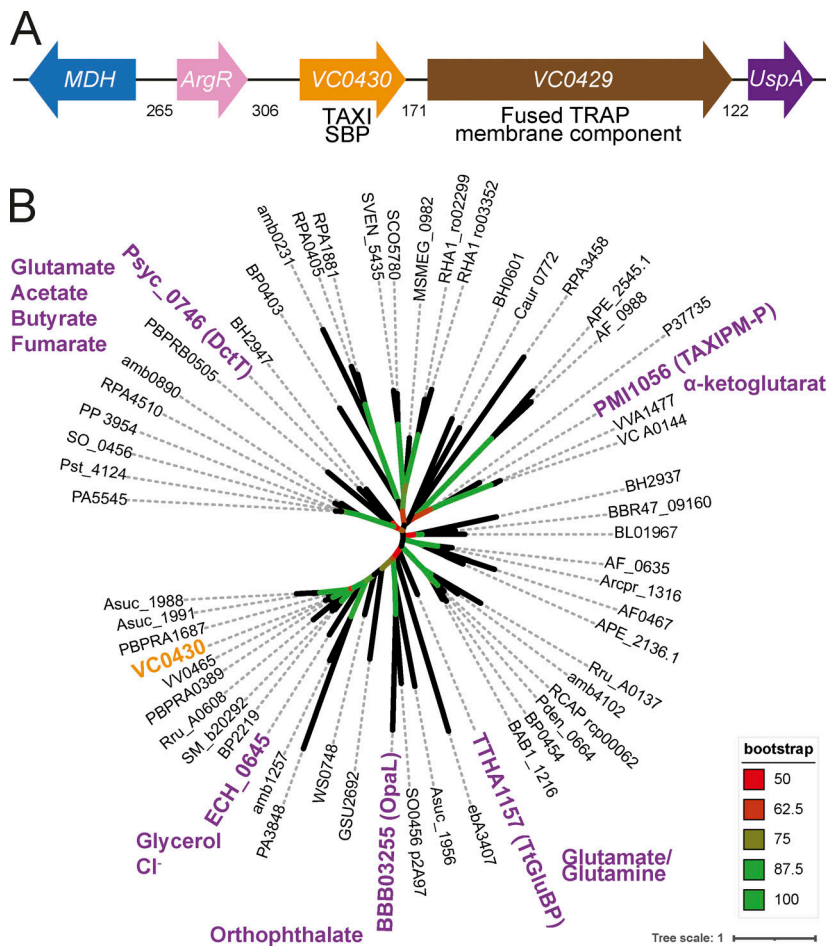 A
MDH
ArgR
VC0430
VC0429
UspA
265
306
171
122
TAXI
SBP
Fused TRAP
membrane component
B
Glutamate
Acetate
Butyrate
Fumarate
Psyc_0746 (DctT)
amb0231
RPA0405
RPA1881
SVEN_5435
SCO5780
MSMEG_0982
RHA1_ro02299
RHA1 ro03352
BH0601
Caur 0772
RPA3458
APE_2545.1
AF_0988
P37735
PMI1056 (TAXIPM-P)
α-ketoglutarat
VVA1477
VC A0144
BH2937
BBR47_09160
BL01967
AF_0635
Arcpr_1316
AF0467
APE_2136.1
Rru_A0137
amb4102
RCAP rcp00062
Pden_0664
BP0454
BAB1_1216
TTHA1157 (TtGluBP)
Glutamate/
Glutamine
ebA3407
Asuc_1956
SO0456 p2A97
BBB03255 (OpaL)
Orthophthalate
GSU2692
WS0748
PA3848
amb1257
ECH_0645
Glycerol
Cl-
BP2219
SM_b20292
Rru_A0608
PBPRA0389
VV0465
VC0430
PBPRA1687
Asuc_1991
Asuc_1988
PA5545
Pst_4124
SO_0456
PP 3954
RPA4510
amb0890
PBPRB0505
BH2947
BP0403
bootstrap
50
62.5
75
87.5
100
Tree scale: 1